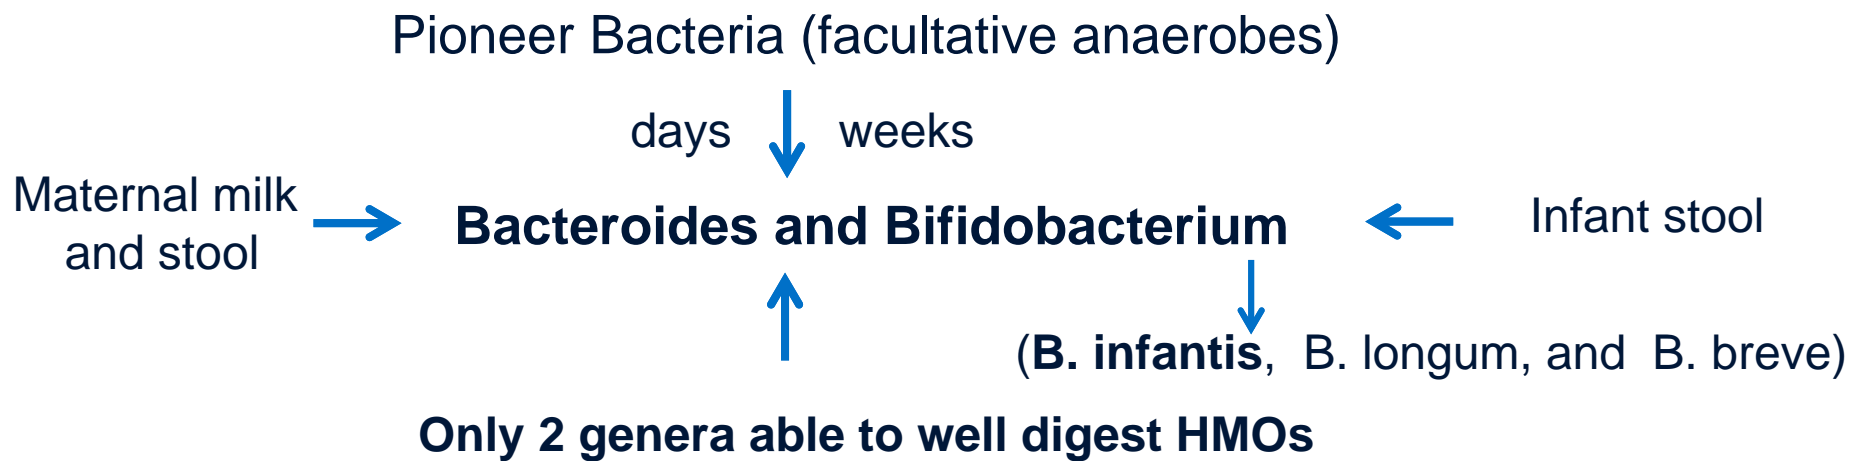 Pioneer Bacteria (facultative anaerobes)
days weeks
Maternal milk
and stool
Bacteroides and Bifidobacterium
Infant stool
(B. infantis, B. longum, and B. breve)
Only 2 genera able to well digest HMOs